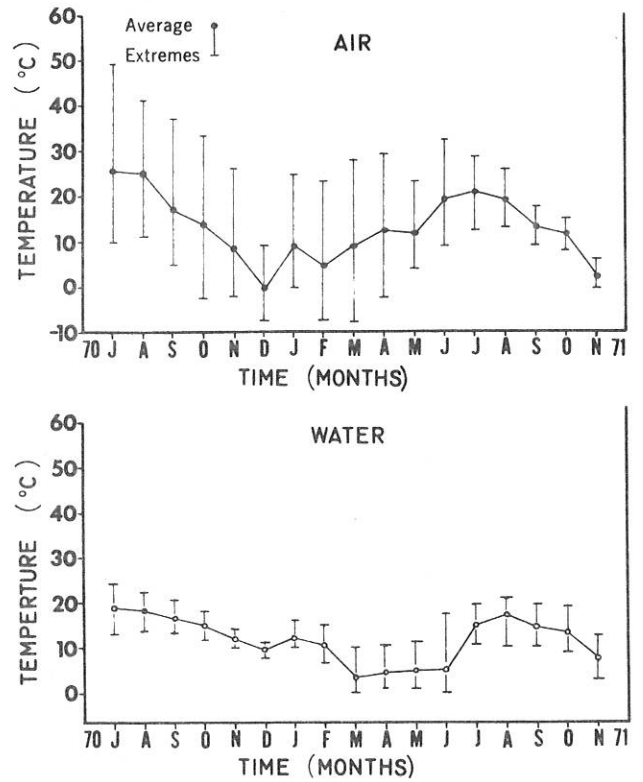 Average
Extremes
AIR
TEMPERATURE (°C)
60
50
40
30
20
10
0
-10
70 J A S O N D J F M A M J J A S O N 71
TIME (MONTHS)
WATER
TEMPERTURE (°C)
60
50
40
30
20
10
0
70 J A S O N D J F M A M J J A S O N 71
TIME (MONTHS)